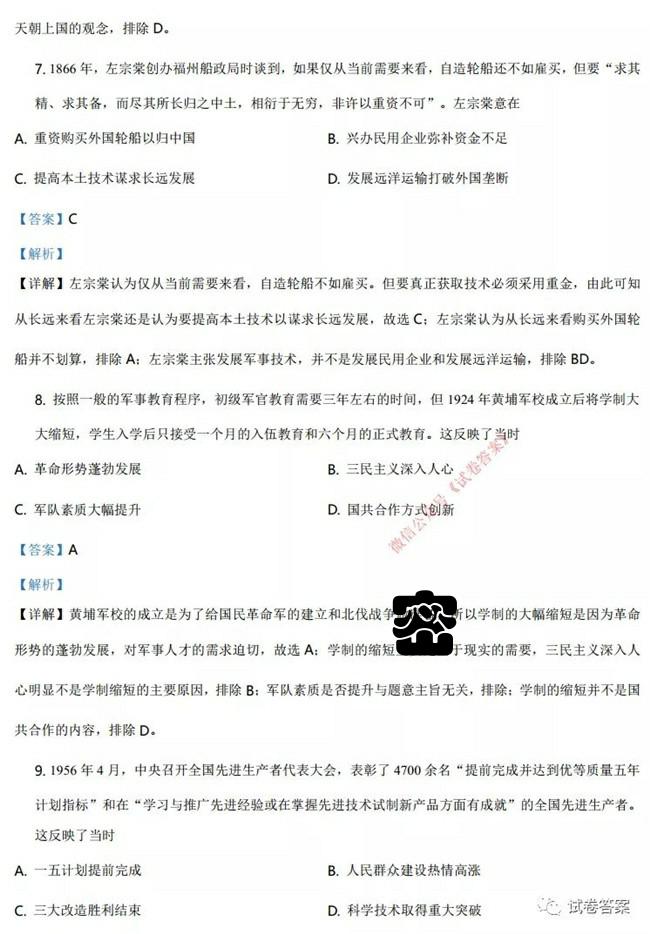 天朝上国的观念，排除 D。
7. 1866 年，左宗棠创办福州船政局时谈到，如果仅从当前需要来看，自造轮船还不如雇买，但要“求其
精、求其备，而尽其所长归之中土，相衍于无穷，非许以重资不可”。左宗棠意在
A. 重资购买外国轮船以归中国 B. 兴办民用企业弥补资金不足
C. 提高本土技术谋求长远发展 D. 发展远洋运输打破外国垄断
【答案】C
【解析】
【详解】左宗棠认为仅从当前需要来看，自造轮船不如雇买。但要真正获取技术必须采用重金，由此可知
从长远来看左宗棠还是认为要提高本土技术以谋求长远发展，故选 C；左宗棠认为从长远来看购买外国轮
船并不划算，排除 A；左宗棠主张发展军事技术，并不是发展民用企业和发展远洋运输，排除 BD。
8. 按照一般的军事教育程序，初级军官教育需要三年左右的时间，但 1924 年黄埔军校成立后将学制大
大缩短，学生入学后只接受一个月的入伍教育和六个月的正式教育。这反映了当时
A. 革命形势蓬勃发展 B. 三民主义深入人心
C. 军队素质大幅提升 D. 国共合作方式创新
微信公众号《试卷答案》
【答案】A
【解析】
【详解】黄埔军校的成立是为了给国民革命军的建立和北伐战争 所以学制的大幅缩短是因为革命
形势的蓬勃发展，对军事人才的需求迫切，故选 A；学制的缩短 于现实的需要，三民主义深入人
心明显不是学制缩短的主要原因，排除 B；军队素质是否提升与题意主旨无关，排除；学制的缩短并不是国
共合作的内容，排除 D。
9. 1956 年 4 月，中央召开全国先进生产者代表大会，表彰了 4700 余名“提前完成并达到优等质量五年
计划指标”和在“学习与推广先进经验或在掌握先进技术试制新产品方面有成就”的全国先进生产者。
这反映了当时
A. 一五计划提前完成 B. 人民群众建设热情高涨
C. 三大改造胜利结束 D. 科学技术取得重大突破
试卷答案